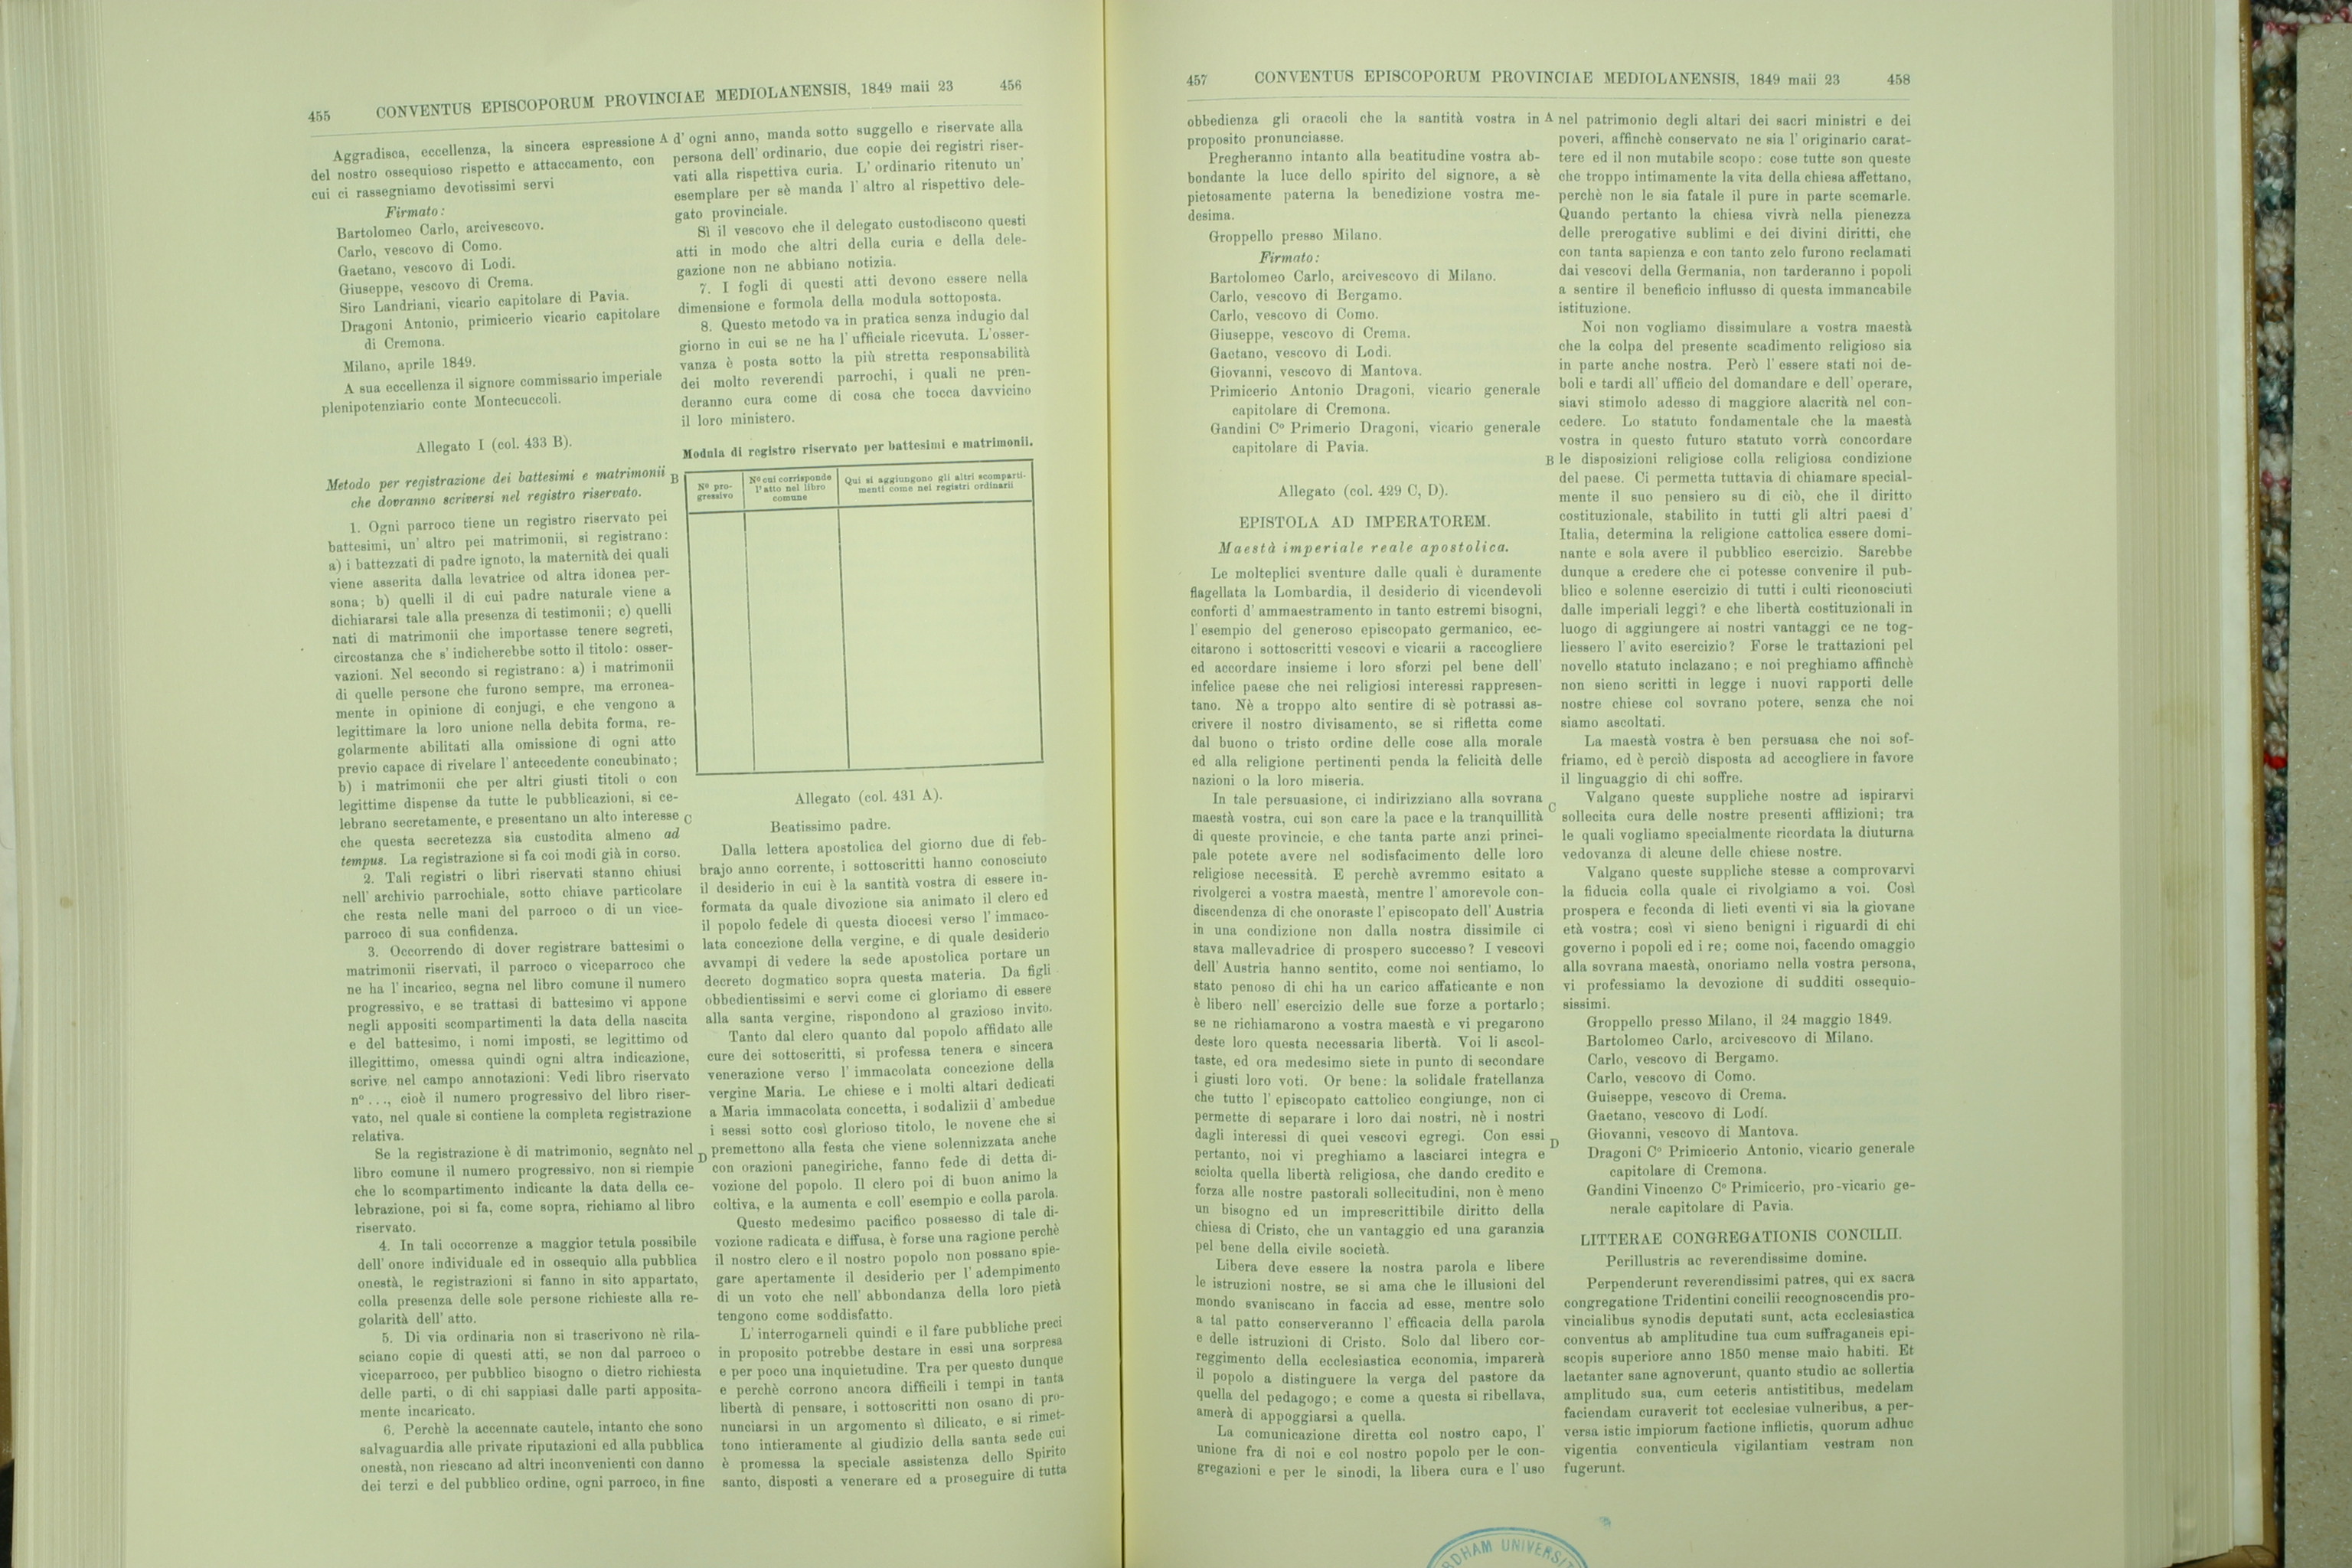 455 CONVENTUS EPISCOPORUM PROVINCIAE MEDIOLANENSIS, 1849 maii 23 456
Aggradisca, eccellenza, la sincera espressione
del nostro ossequioso rispetto e attaccamento, con
cui ci rassegniamo devotissimi servi
Firmato:
Bartolomeo Carlo, arcivescovo.
Carlo, vescovo di Como.
Gaetano, vescovo di Lodi.
Giuseppe, vescovo di Crema.
Siro Landriani, vicario capitolare di Pavia.
Dragoni Antonio, primicerio vicario capitolare
di Cremona.
Milano, aprile 1849.
A sua eccellenza il signore commissario imperiale
plenipotenziario conte Montecuccoli.
Allegato I (col. 433 B).
Metodo per registrazione dei battesimi e matrimonii
che dovranno scriversi nel registro riservato.
1. Ogni parroco tiene un registro riservato pei
battesimi, un' altro pei matrimonii, si registrano:
a) i battezzati di padre ignoto, la maternità dei quali
viene asserita dalla levatrice od altra idonea per-
sona; b) quelli il di cui padre naturale viene a
dichiararsi tale alla presenza di testimonii; c) quelli
nati di matrimonii che importasse tenere segreti,
circostanza che s' indicherebbe sotto il titolo: osser-
vazioni. Nel secondo si registrano: a) i matrimonii
di quelle persone che furono sempre, ma erronea-
mente in opinione di conjugi, e che vengono a
legittimare la loro unione nella debita forma, re-
golarmente abilitati alla omissione di ogni atto
previo capace di rivelare l' antecedente concubinato;
b) i matrimonii che per altri giusti titoli o con
legittime dispense da tutte le pubblicazioni, si ce-
lebrano secretamente, e presentano un alto interesse
che questa secretezza sia custodita almeno ad
tempus. La registrazione si fa coi modi già in corso.
2. Tali registri o libri riservati stanno chiusi
nell' archivio parrochiale, sotto chiave particolare
che resta nelle mani del parroco o di un vice-
parroco di sua confidenza.
3. Occorrendo di dover registrare battesimi o
matrimonii riservati, il parroco o viceparroco che
ne ha l' incarico, segna nel libro comune il numero
progressivo, e se trattasi di battesimo vi appone
negli appositi scompartimenti la data della nascita
e del battesimo, i nomi imposti, se legittimo od
illegittimo, omessa quindi ogni altra indicazione,
scrive nel campo annotazioni: Vedi libro riservato
nº ..., cioè il numero progressivo del libro riser-
vato, nel quale si contiene la completa registrazione
relativa.
Se la registrazione è di matrimonio, segnato nel
libro comune il numero progressivo. non si riempie
che lo scompartimento indicante la data della ce-
lebrazione, poi si fa, come sopra, richiamo al libro
riservato.
4. In tali occorrenze a maggior tetula possibile
dell' onore individuale ed in ossequio alla pubblica
onestà, le registrazioni si fanno in sito appartato,
colla presenza delle sole persone richieste alla re-
golarità dell' atto.
5. Di via ordinaria non si trascrivono nè rila-
sciano copie di questi atti, se non dal parroco o
viceparroco, per pubblico bisogno o dietro richiesta
delle parti, o di chi sappiasi dalle parti apposita-
mente incaricato.
6. Perchè la accennate cautele, intanto che sono
salvaguardia alle private riputazioni ed alla pubblica
onestà, non riescano ad altri inconvenienti con danno
dei terzi e del pubblico ordine, ogni parroco, in fine
A
B
C
D
d' ogni anno, manda sotto suggello e riservate alla
persona dell' ordinario, due copie dei registri riser-
vati alla rispettiva curia. L' ordinario ritenuto un'
esemplare per sè manda l' altro al rispettivo dele-
gato provinciale.
Sì il vescovo che il delegato custodiscono questi
atti in modo che altri della curia e della dele-
gazione non ne abbiano notizia.
7. I fogli di questi atti devono essere nella
dimensione e formola della modula sottoposta.
8. Questo metodo va in pratica senza indugio dal
giorno in cui se ne ha l' ufficiale ricevuta. L'osser-
vanza è posta sotto la più stretta responsabilità
dei molto reverendi parrochi, i quali ne pren-
deranno cura come di cosa che tocca davvicino
il loro ministero.
Modula di registro riservato per battesimi e matrimonii.
Nº pro-
gressivo
Nº cui corrisponde
l'atto nel libro
comune
Qui si aggiungono gli altri scomparti-
menti come nei registri ordinarii
Allegato (col. 431 A).
Beatissimo padre.
Dalla lettera apostolica del giorno due di feb-
brajo anno corrente, i sottoscritti hanno conosciuto
il desiderio in cui è la santità vostra di essere in-
formata da quale divozione sia animato il clero ed
il popolo fedele di questa diocesi verso l' immaco-
lata concezione della vergine, e di quale desiderio
avvampi di vedere la sede apostolica portare un
decreto dogmatico sopra questa materia. Da figli
obbedientissimi e servi come ci gloriamo di essere
alla santa vergine, rispondono al grazioso invito.
Tanto dal clero quanto dal popolo affidato alle
cure dei sottoscritti, si professa tenera e sincera
venerazione verso l' immacolata concezione della
vergine Maria. Le chiese e i molti altari dedicati
a Maria immacolata concetta, i sodalizii d' ambedue
i sessi sotto così glorioso titolo, le novene che si
premettono alla festa che viene solennizzata anche
con orazioni panegiriche, fanno fede di detta di-
vozione del popolo. Il clero poi di buon animo la
coltiva, e la aumenta e coll' esempio e colla parola.
Questo medesimo pacifico possesso di tale di-
vozione radicata e diffusa, è forse una ragione perchè
il nostro clero e il nostro popolo non possano spie-
gare apertamente il desiderio per l' adempimento
di un voto che nell' abbondanza della loro pietà
tengono come soddisfatto.
L' interrogarneli quindi e il fare pubbliche preci
in proposito potrebbe destare in essi una sorpresa
e per poco una inquietudine. Tra per questo dunque
e perchè corrono ancora difficili i tempi in tanta
libertà di pensare, i sottoscritti non osano di pro-
nunciarsi in un argomento sì dilicato, e si rimet-
tono intieramente al giudizio della santa sede cui
è promessa la speciale assistenza dello Spirito
santo, disposti a venerare ed a proseguire di tutta
457 CONVENTUS EPISCOPORUM PROVINCIAE MEDIOLANENSIS, 1849 maii 23 458
obbedienza gli oracoli che la santità vostra in
proposito pronunciasse.
Pregheranno intanto alla beatitudine vostra ab-
bondante la luce dello spirito del signore, a sè
pietosamente paterna la benedizione vostra me-
desima.
Groppello presso Milano.
Firmato:
Bartolomeo Carlo, arcivescovo di Milano.
Carlo, vescovo di Bergamo.
Carlo, vescovo di Como.
Giuseppe, vescovo di Crema.
Gaetano, vescovo di Lodi.
Giovanni, vescovo di Mantova.
Primicerio Antonio Dragoni, vicario generale
capitolare di Cremona.
Gandini Cº Primerio Dragoni, vicario generale
capitolare di Pavia.
Allegato (col. 429 C, D).
EPISTOLA AD IMPERATOREM.
Maestà imperiale reale apostolica.
Le molteplici sventure dalle quali è duramente
flagellata la Lombardia, il desiderio di vicendevoli
conforti d' ammaestramento in tanto estremi bisogni,
l' esempio del generoso episcopato germanico, ec-
citarono i sottoscritti vescovi e vicarii a raccogliere
ed accordare insieme i loro sforzi pel bene dell'
infelice paese che nei religiosi interessi rappresen-
tano. Nè a troppo alto sentire di sè potrassi as-
crivere il nostro divisamento, se si rifletta come
dal buono o tristo ordine delle cose alla morale
ed alla religione pertinenti penda la felicità delle
nazioni o la loro miseria.
In tale persuasione, ci indirizziano alla sovrana
maestà vostra, cui son care la pace e la tranquillità
di queste provincie, e che tanta parte anzi princi-
pale potete avere nel sodisfacimento delle loro
religiose necessità. E perchè avremmo esitato a
rivolgerci a vostra maestà, mentre l' amorevole con-
discendenza di che onoraste l' episcopato dell' Austria
in una condizione non dalla nostra dissimile ci
stava mallevadrice di prospero successo? I vescovi
dell' Austria hanno sentito, come noi sentiamo, lo
stato penoso di chi ha un carico affaticante e non
è libero nell' esercizio delle sue forze a portarlo;
se ne richiamarono a vostra maestà e vi pregarono
deste loro questa necessaria libertà. Voi li ascol-
taste, ed ora medesimo siete in punto di secondare
i giusti loro voti. Or bene: la solidale fratellanza
che tutto l' episcopato cattolico congiunge, non ci
permette di separare i loro dai nostri, nè i nostri
dagli interessi di quei vescovi egregi. Con essi
pertanto, noi vi preghiamo a lasciarci integra e
sciolta quella libertà religiosa, che dando credito e
forza alle nostre pastorali sollecitudini, non è meno
un bisogno ed un imprescrittibile diritto della
chiesa di Cristo, che un vantaggio ed una garanzia
pel bene della civile società.
Libera deve essere la nostra parola e libere
le istruzioni nostre, se si ama che le illusioni del
mondo svaniscano in faccia ad esse, mentre solo
a tal patto conserveranno l' efficacia della parola
e delle istruzioni di Cristo. Solo dal libero cor-
reggimento della ecclesiastica economia, imparerà
il popolo a distinguere la verga del pastore da
quella del pedagogo; e come a questa si ribellava,
amerà di appoggiarsi a quella.
La comunicazione diretta col nostro capo, l'
unione fra di noi e col nostro popolo per le con-
gregazioni e per le sinodi, la libera cura e l' uso
A
B
C
D
nel patrimonio degli altari dei sacri ministri e dei
poveri, affinchè conservato ne sia l' originario carat-
tere ed il non mutabile scopo: cose tutte son queste
che troppo intimamente la vita della chiesa affettano,
perchè non le sia fatale il pure in parte scemarle.
Quando pertanto la chiesa vivrà nella pienezza
delle prerogative sublimi e dei divini diritti, che
con tanta sapienza e con tanto zelo furono reclamati
dai vescovi della Germania, non tarderanno i popoli
a sentire il beneficio influsso di questa immancabile
istituzione.
Noi non vogliamo dissimulare a vostra maestà
che la colpa del presente scadimento religioso sia
in parte anche nostra. Però l' essere stati noi de-
boli e tardi all' ufficio del domandare e dell' operare,
siavi stimolo adesso di maggiore alacrità nel con-
cedere. Lo statuto fondamentale che la maestà
vostra in questo futuro statuto vorrà concordare
le disposizioni religiose colla religiosa condizione
del paese. Ci permetta tuttavia di chiamare special-
mente il suo pensiero su di ciò, che il diritto
costituzionale, stabilito in tutti gli altri paesi d'
Italia, determina la religione cattolica essere domi-
nante e sola avere il pubblico esercizio. Sarebbe
dunque a credere che ci potesse convenire il pub-
blico e solenne esercizio di tutti i culti riconosciuti
dalle imperiali leggi? e che libertà costituzionali in
luogo di aggiungere ai nostri vantaggi ce ne tog-
liessero l' avito esercizio? Forse le trattazioni pel
novello statuto inclazano; e noi preghiamo affinchè
non sieno scritti in legge i nuovi rapporti delle
nostre chiese col sovrano potere, senza che noi
siamo ascoltati.
La maestà vostra è ben persuasa che noi sof-
friamo, ed è perciò disposta ad accogliere in favore
il linguaggio di chi soffre.
Valgano queste suppliche nostre ad ispirarvi
sollecita cura delle nostre presenti afflizioni; tra
le quali vogliamo specialmente ricordata la diuturna
vedovanza di alcune delle chiese nostre.
Valgano queste suppliche stesse a comprovarvi
la fiducia colla quale ci rivolgiamo a voi. Così
prospera e feconda di lieti eventi vi sia la giovane
età vostra; così vi sieno benigni i riguardi di chi
governo i popoli ed i re; come noi, facendo omaggio
alla sovrana maestà, onoriamo nella vostra persona,
vi professiamo la devozione di sudditi ossequio-
sissimi.
Groppello presso Milano, il 24 maggio 1849.
Bartolomeo Carlo, arcivescovo di Milano.
Carlo, vescovo di Bergamo.
Carlo, vescovo di Como.
Guiseppe, vescovo di Crema.
Gaetano, vescovo di Lodi.
Giovanni, vescovo di Mantova.
Dragoni Cº Primicerio Antonio, vicario generale
capitolare di Cremona.
Gandini Vincenzo Cº Primicerio, pro-vicario ge-
nerale capitolare di Pavia.
LITTERAE CONGREGATIONIS CONCILII.
Perillustris ac reverendissime domine.
Perpenderunt reverendissimi patres, qui ex sacra
congregatione Tridentini concilii recognoscendis pro-
vincialibus synodis deputati sunt, acta ecclesiastica
conventus ab amplitudine tua cum suffraganeis epi-
scopis superiore anno 1850 mense maio habiti. Et
laetanter sane agnoverunt, quanto studio ac sollertia
amplitudo sua, cum ceteris antistitibus, medelam
faciendam curaverit tot ecclesiae vulneribus, a per-
versa istic impiorum factione inflictis, quorum adhuc
vigentia conventicula vigilantiam vestram non
fugerunt.